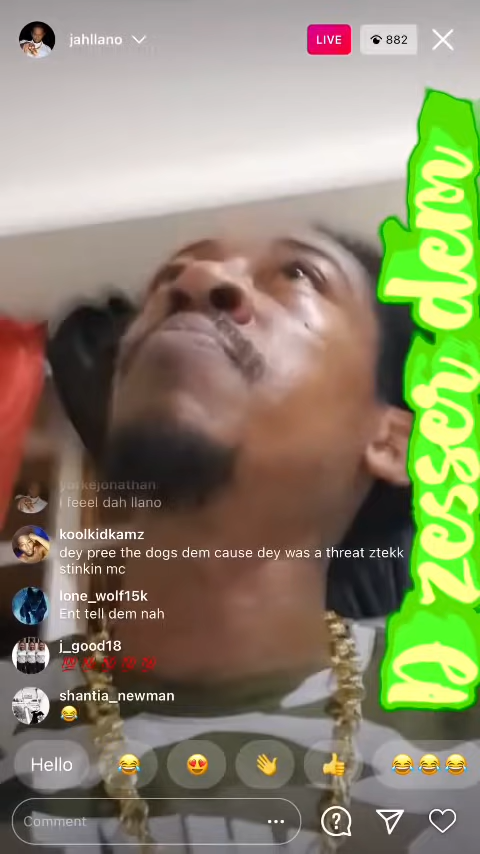 jahllano
LIVE
882
D zesser dem
yorkejonathan
i feeel dah llano
koolkidkamz
dey pree the dogs dem cause dey was a threat ztekk
stinkin mc
lone_wolf15k
Ent tell dem nah
j_good18
💯💯💯💯💯
shantia_newman
😂
Hello 😂 😍 👋 👍 😂😂😂
Comment